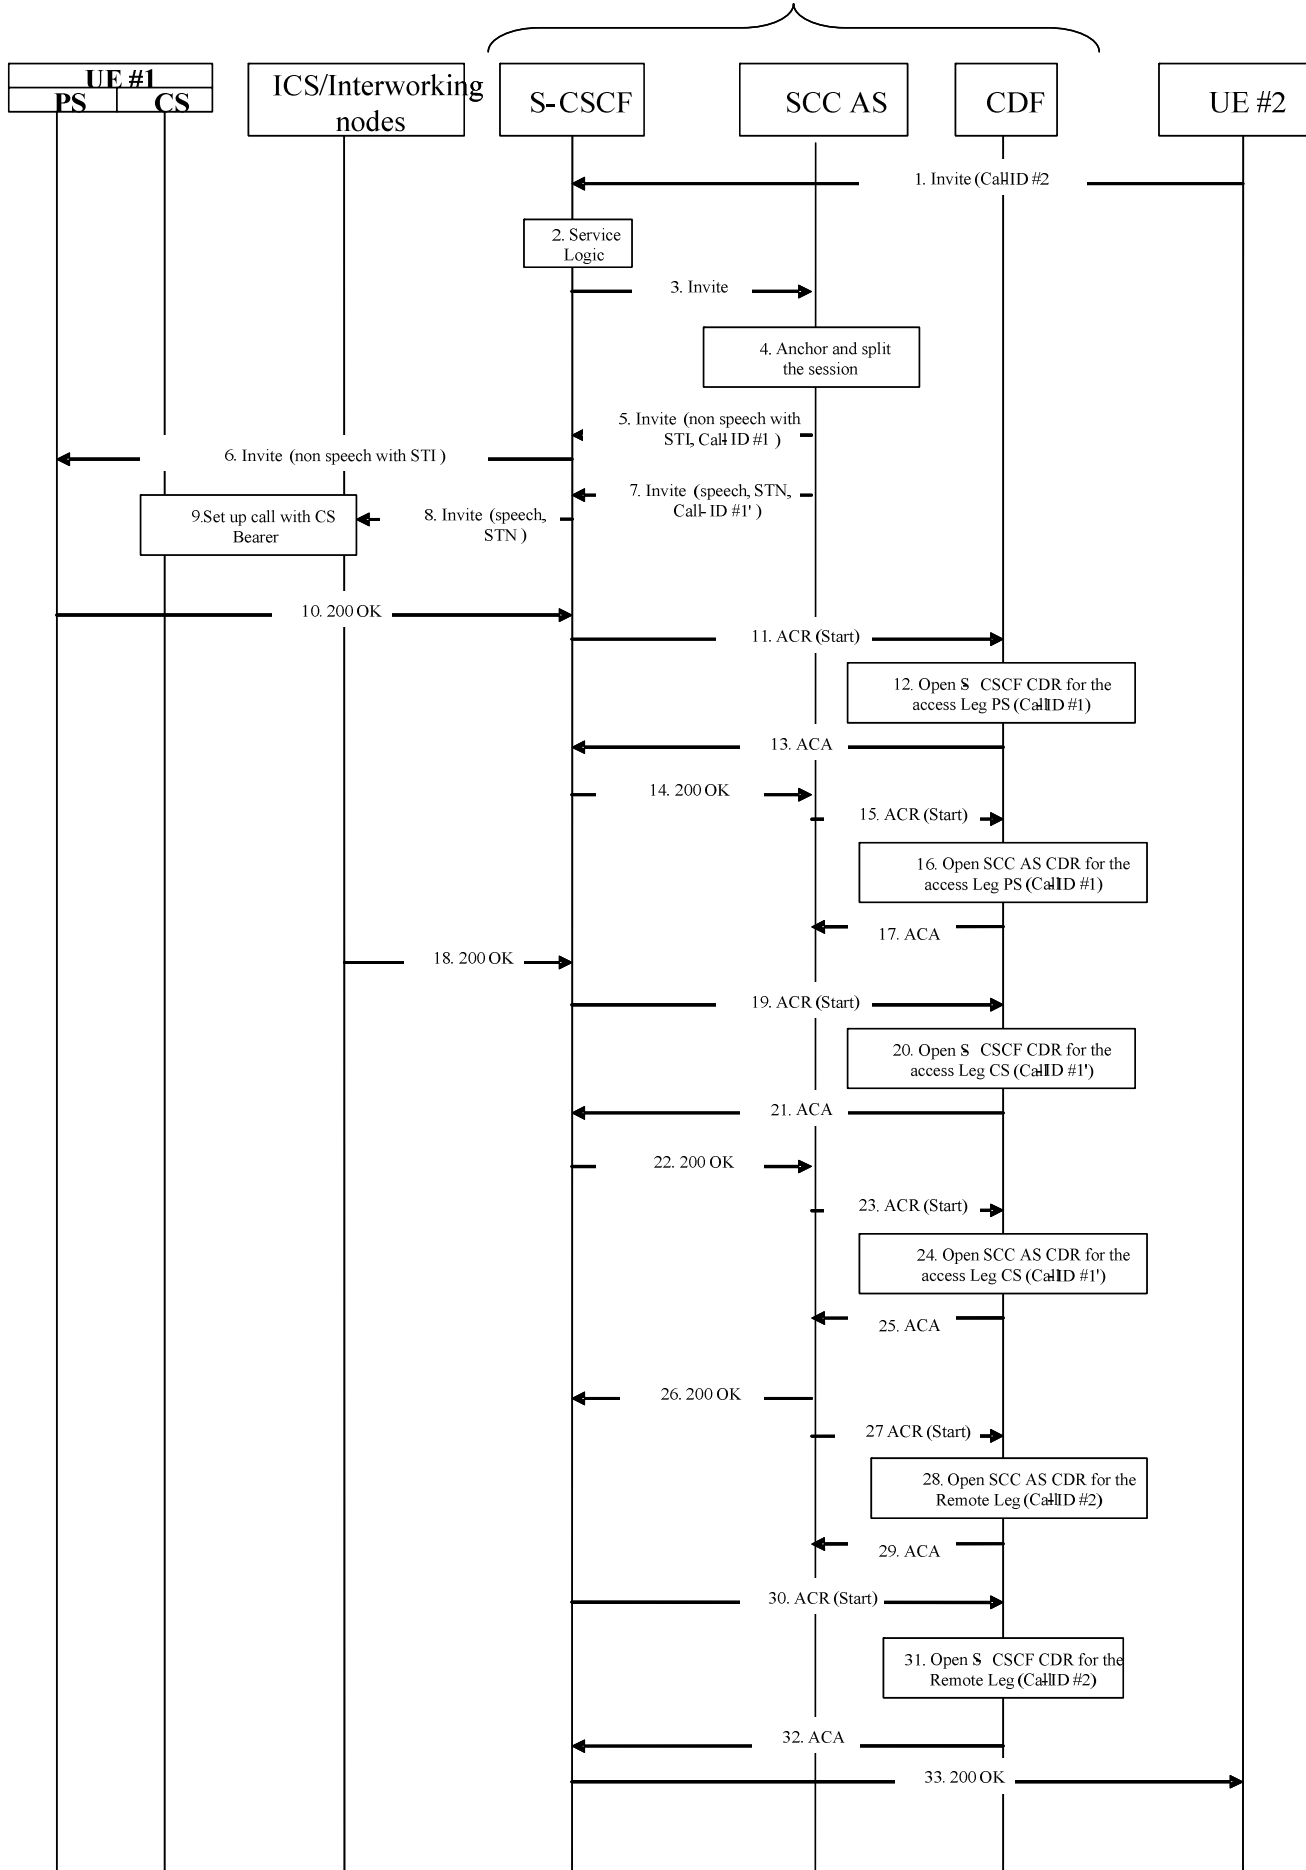 UE #1
PS
CS
ICS/Interworking
nodes
S-CSCF
SCC AS
CDF
UE #2
1. Invite (Call-ID #2
2. Service
Logic
3. Invite
4. Anchor and split
the session
5. Invite (non speech with
STI, Call-ID #1 )
6. Invite (non speech with STI )
7. Invite (speech, STN,
Call-ID #1' )
8. Invite (speech,
STN )
9.Set up call with CS
Bearer
10. 200 OK
11. ACR (Start)
12. Open S-CSCF CDR for the
access Leg PS (Call-ID #1)
13. ACA
14. 200 OK
15. ACR (Start)
16. Open SCC AS CDR for the
access Leg PS (Call-ID #1)
17. ACA
18. 200 OK
19. ACR (Start)
20. Open S-CSCF CDR for the
access Leg CS (Call-ID #1')
21. ACA
22. 200 OK
23. ACR (Start)
24. Open SCC AS CDR for the
access Leg CS (Call-ID #1')
25. ACA
26. 200 OK
27 ACR (Start)
28. Open SCC AS CDR for the
Remote Leg (Call-ID #2)
29. ACA
30. ACR (Start)
31. Open S-CSCF CDR for the
Remote Leg (Call-ID #2)
32. ACA
33. 200 OK